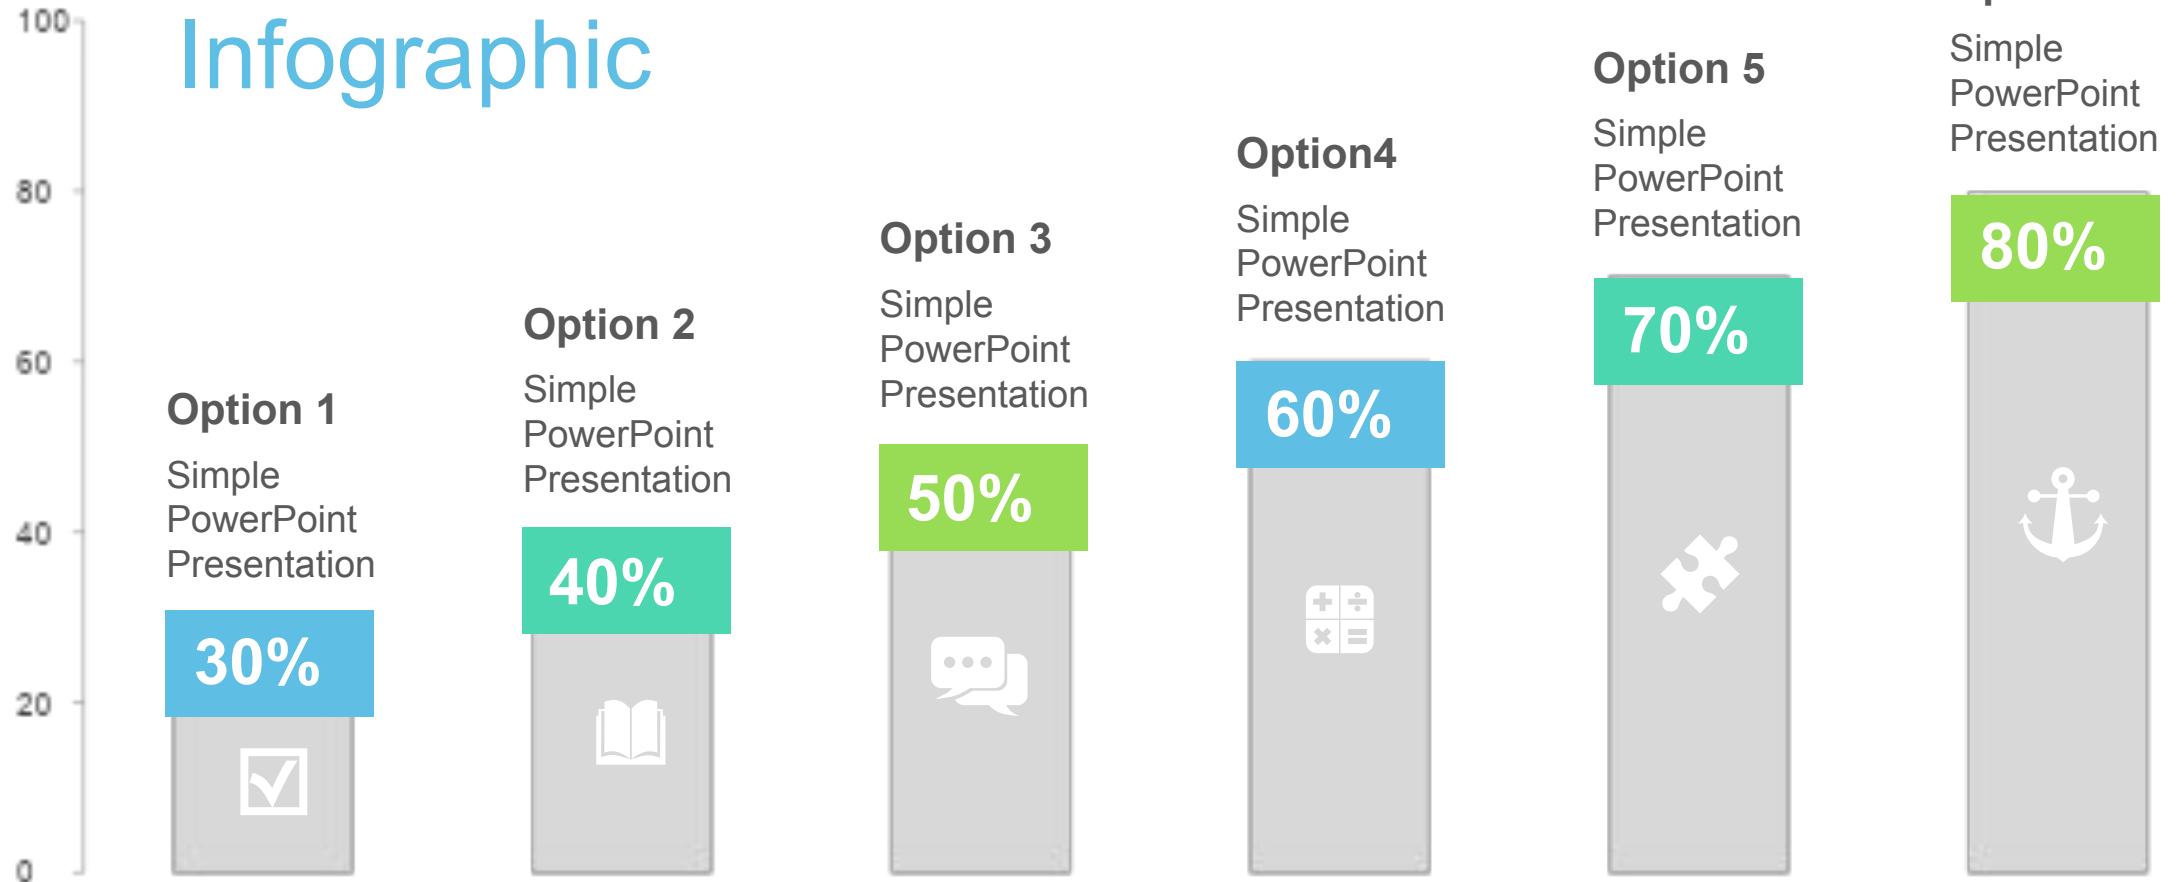 Infographic
100
80
60
40
20
0
Option 1
Simple
PowerPoint
Presentation
30%
Option 2
Simple
PowerPoint
Presentation
40%
Option 3
Simple
PowerPoint
Presentation
50%
Option4
Simple
PowerPoint
Presentation
60%
Option 5
Simple
PowerPoint
Presentation
70%
Simple
PowerPoint
Presentation
80%